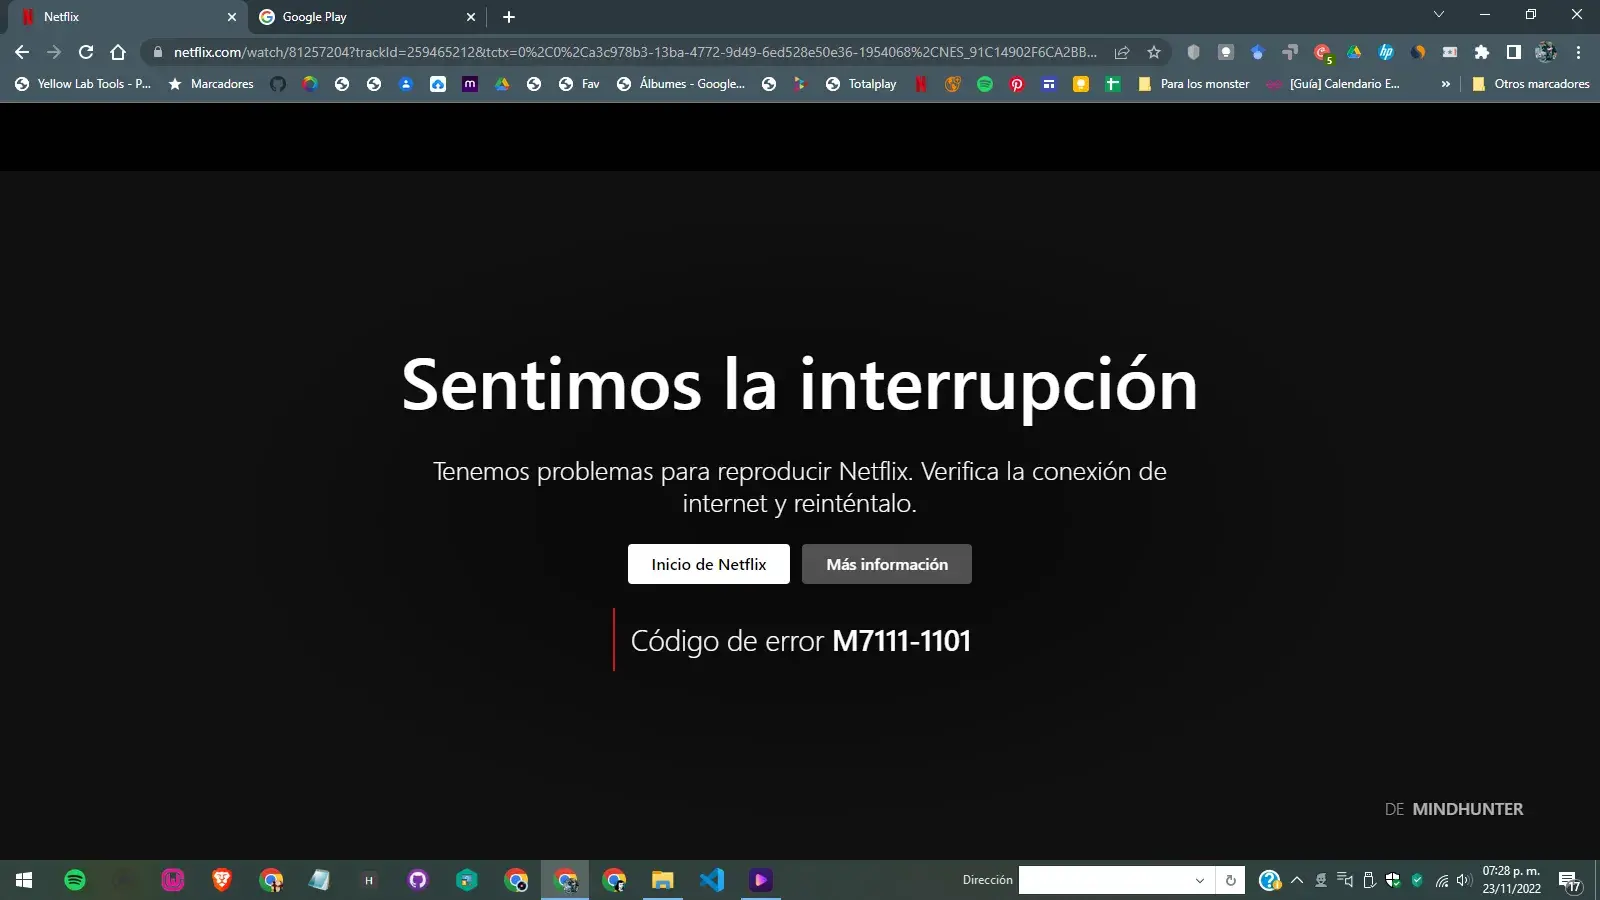 Netflix
Google Play
netflix.com/watch/81257204?trackId=259465212&tctx=0%2C0%2Ca3c978b3-13ba-4772-9d49-6ed528e50e36-1954068%2CNES_91C14902F6CA2BB...
5
Yellow Lab Tools - P...
Marcadores
Fav
Álbumes - Google...
Totalplay
Para los monster
[Guía] Calendario E...
»
Otros marcadores
Sentimos la interrupción
Tenemos problemas para reproducir Netflix. Verifica la conexión de
internet y reinténtalo.
Inicio de Netflix
Más información
Código de error M7111-1101
DE MINDHUNTER
H
Dirección
07:28 p. m.
23/11/2022
17